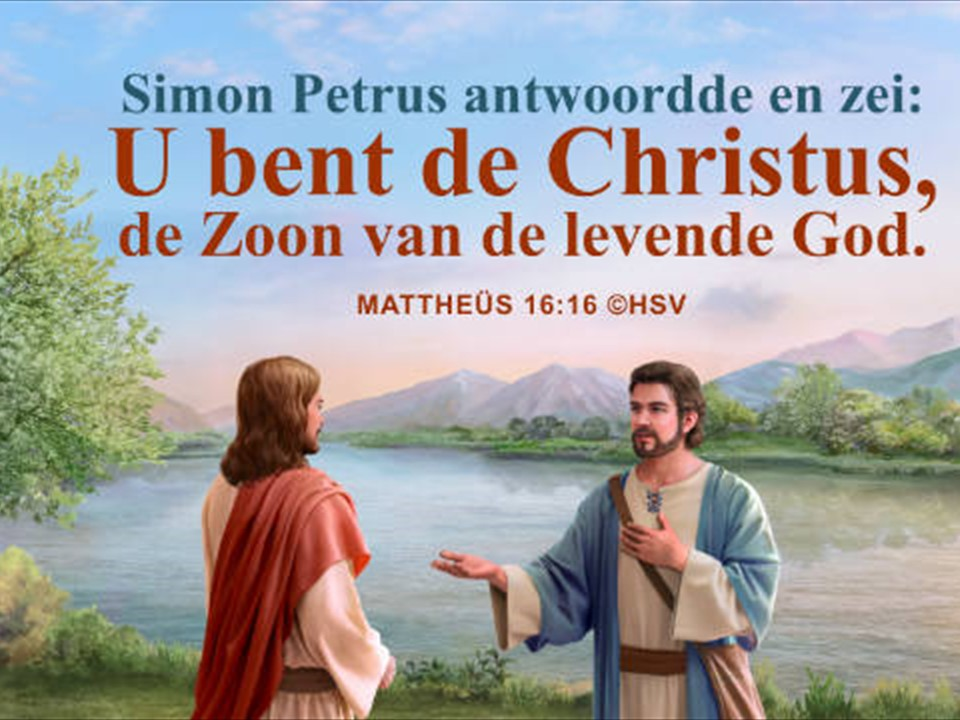 Simon Petrus antwoordde en zei:
U bent de Christus,
de Zoon van de levende God.
MATTHEÜS 16:16 ©HSV